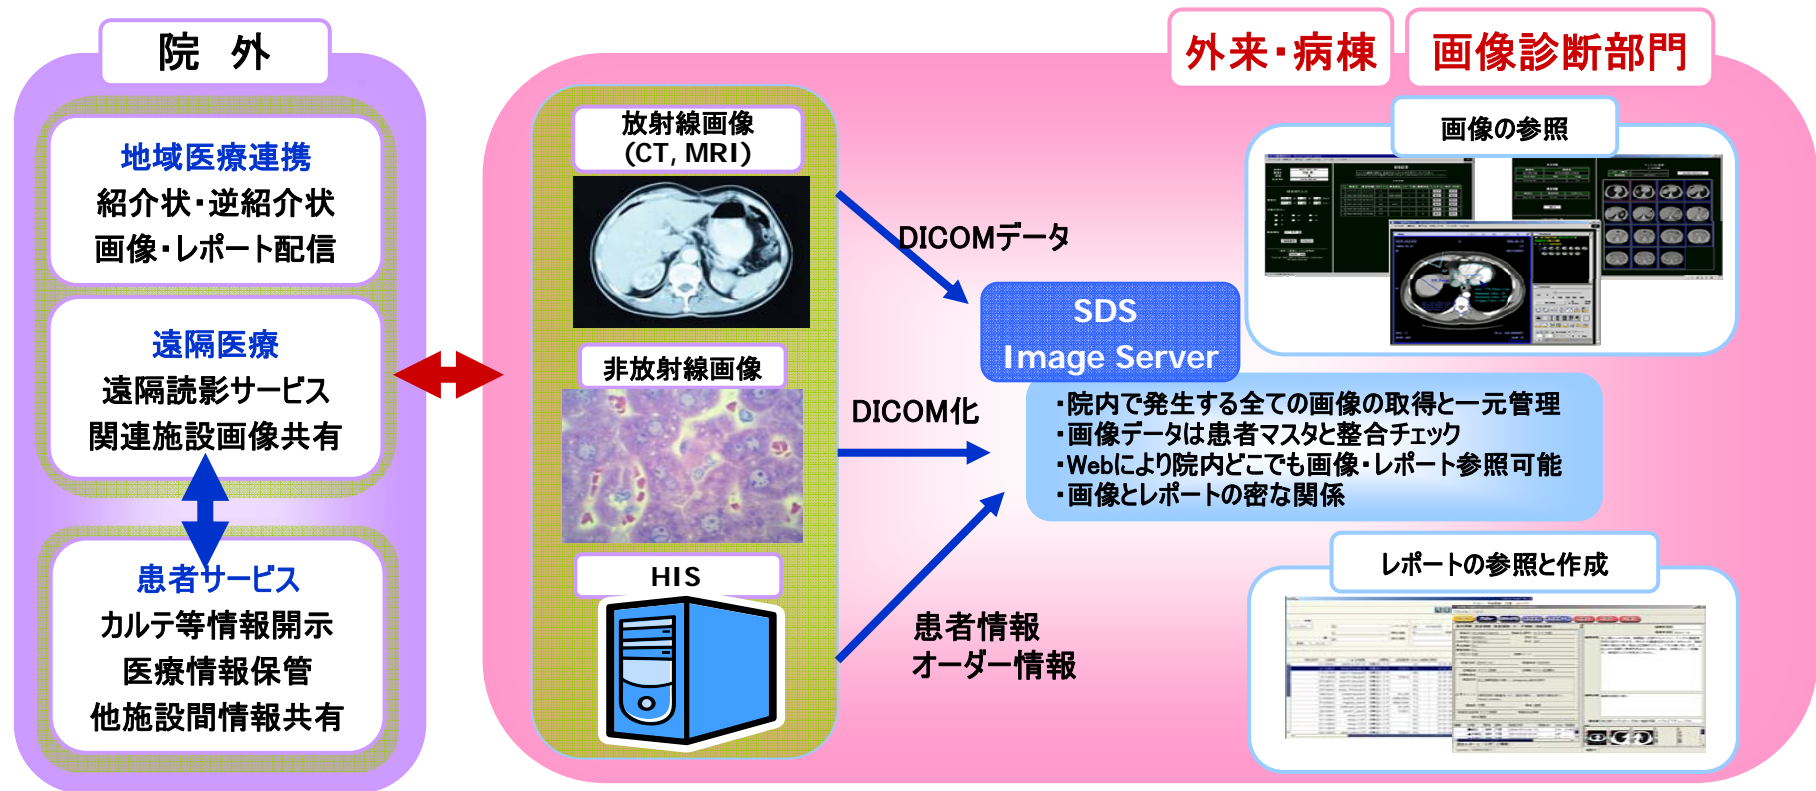 院 外
地域医療連携
紹介状・逆紹介状
画像・レポート配信
遠隔医療
遠隔読影サービス
関連施設画像共有
患者サービス
カルテ等情報開示
医療情報保管
他施設間情報共有
外来・病棟
画像診断部門
放射線画像
(CT, MRI)
非放射線画像
HIS
DICOMデータ
DICOM化
患者情報
オーダー情報
SDS
Image Server
・院内で発生する全ての画像の取得と一元管理
・画像データは患者マスタと整合チェック
・Webにより院内どこでも画像・レポート参照可能
・画像とレポートの密な関係
画像の参照
レポートの参照と作成